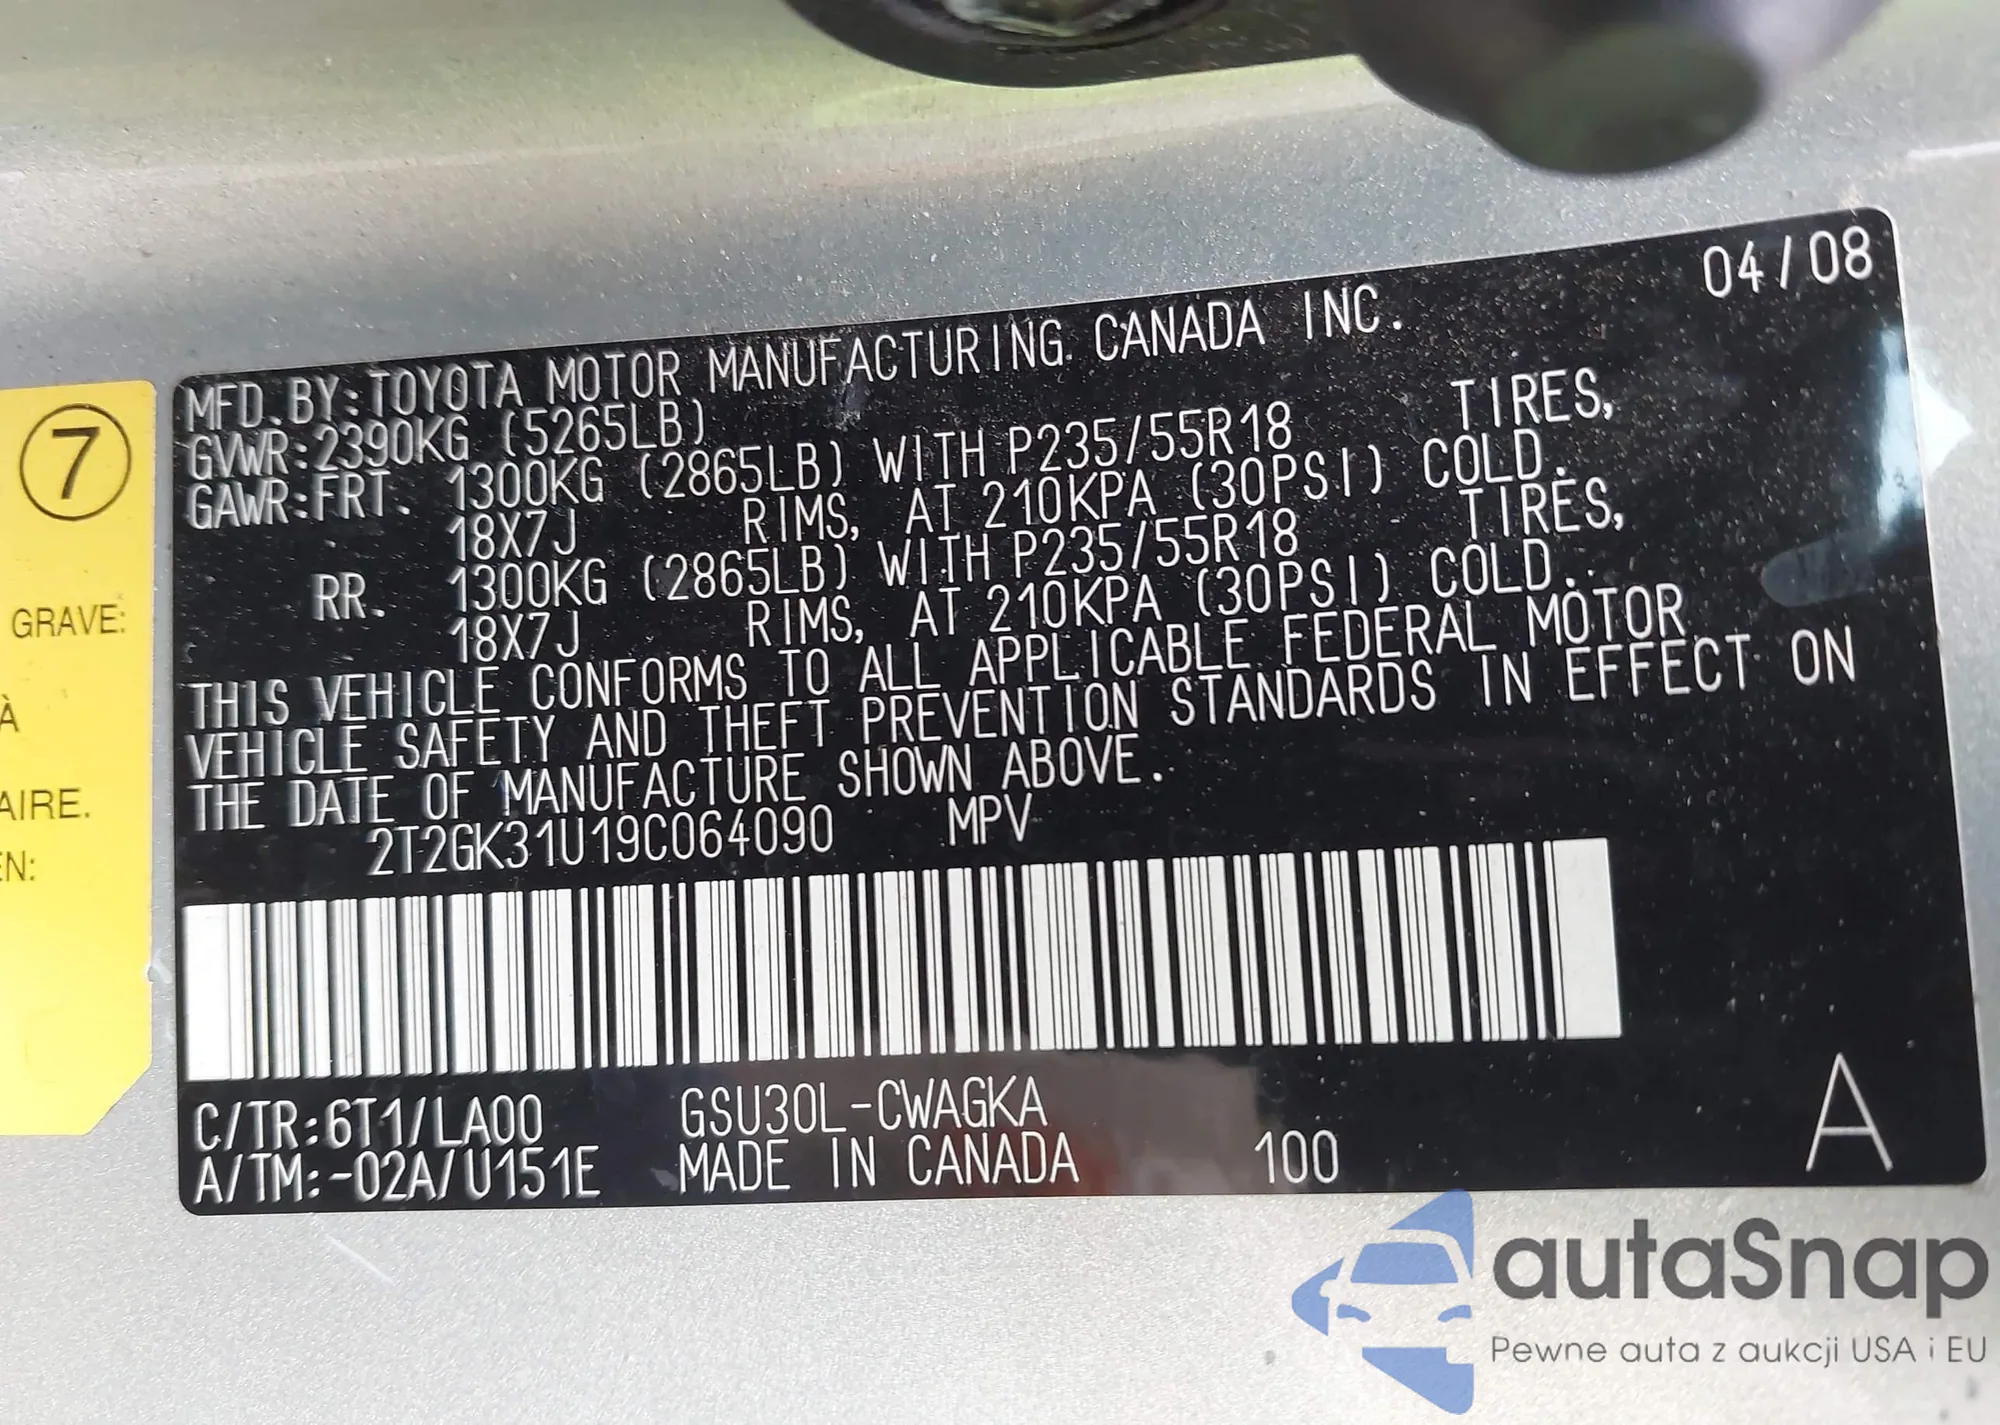 04/08
MFD. BY: TOYOTA MOTOR MANUFACTURING CANADA INC.
GVWR: 2390KG (5265LB)
GAWR: FRT. 1300KG (2865LB) WITH P235/55R18 TIRES,
18X7J RIMS, AT 210KPA (30PSI) COLD.
RR. 1300KG (2865LB) WITH P235/55R18 TIRES,
18X7J RIMS, AT 210KPA (30PSI) COLD.
THIS VEHICLE CONFORMS TO ALL APPLICABLE FEDERAL MOTOR
VEHICLE SAFETY AND THEFT PREVENTION STANDARDS IN EFFECT ON
THE DATE OF MANUFACTURE SHOWN ABOVE.
2T2GK31U19C064090 MPV
C/TR:6T1/LA00 GSU30L-CWAGKA
A/TM:-02A/U151E MADE IN CANADA 100 A
7
GRAVE:
À
AIRE.
EN:
autaSnap
Pewne auta z aukcji USA i EU